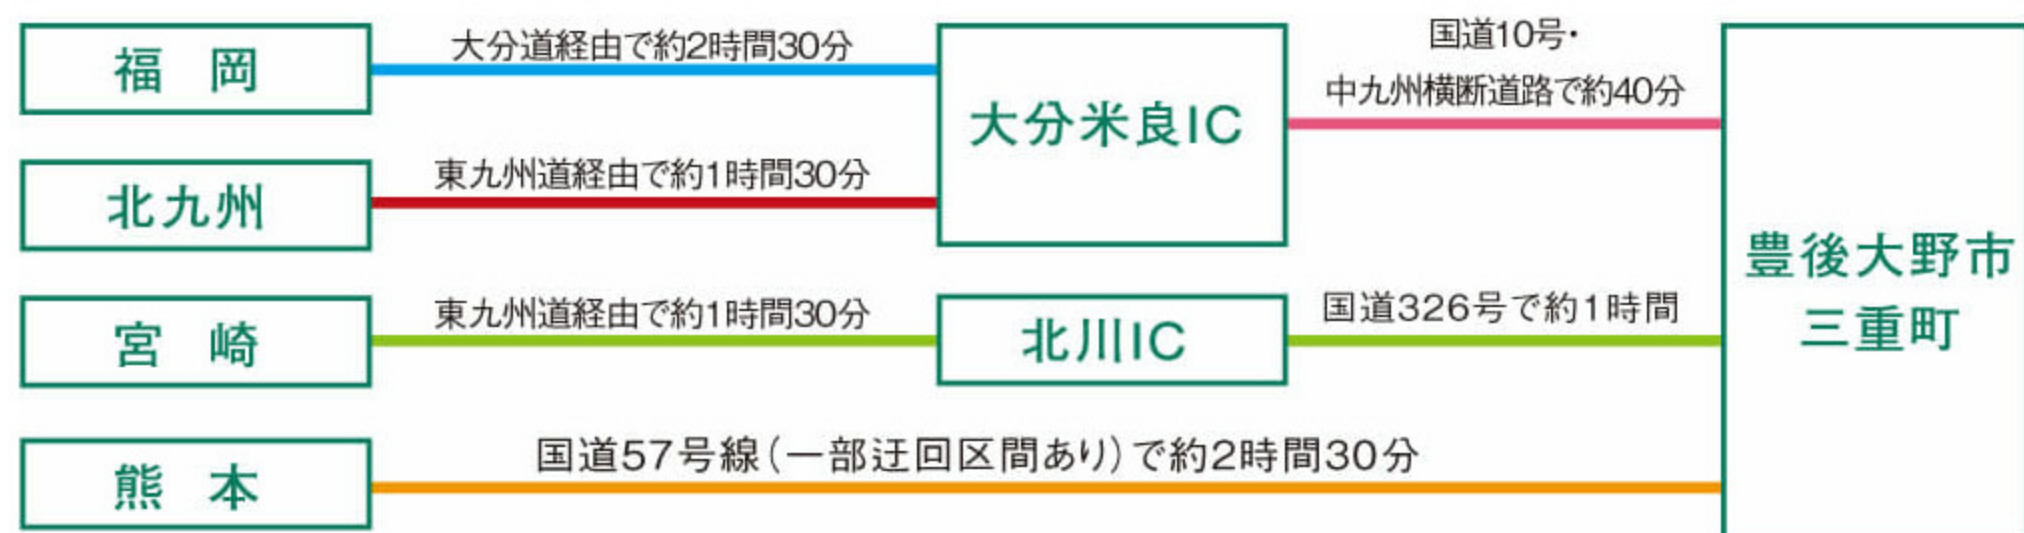 福岡
大分道経由で約2時間30分
大分米良IC
国道10号・
中九州横断道路で約40分
北九州
東九州道経由で約1時間30分
宮崎
東九州道経由で約1時間30分
北川IC
国道326号で約1時間
豊後大野市
三重町
熊本
国道57号線(一部迂回区間あり)で約2時間30分